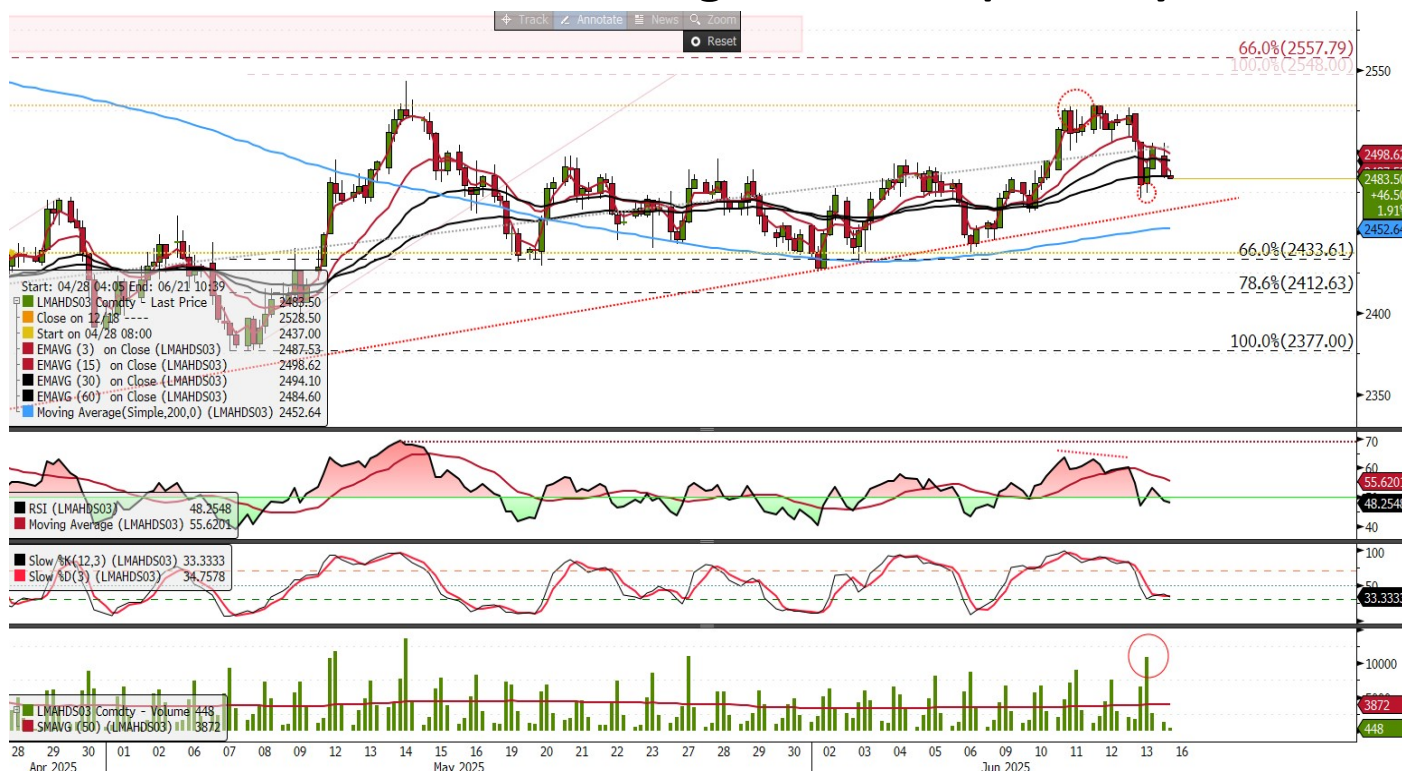 Track Annotate News Zoom
Reset
66.0%(2557.79)
100.0%(2548.00)
2550
2498.62
2483.50
+46.50
1.91%
2452.64
66.0%(2433.61)
78.6%(2412.63)
2400
100.0%(2377.00)
2350
Start: 04/28 04:05 End: 06/21 10:39
LMAHDS03 Comdty - Last Price 2483.50
Close on 12/18 ---- 2528.50
Start on 04/28 08:00 2437.00
EMAVG (3) on Close (LMAHDS03) 2487.53
EMAVG (15) on Close (LMAHDS03) 2498.62
EMAVG (30) on Close (LMAHDS03) 2494.10
EMAVG (60) on Close (LMAHDS03) 2484.60
Moving Average(Simple,200,0) (LMAHDS03) 2452.64
70
60
55.6201
48.2548
40
RSI (LMAHDS03) 48.2548
Moving Average (LMAHDS03) 55.6201
100
50
33.3333
Slow %K(12,3) (LMAHDS03) 33.3333
Slow %D(3) (LMAHDS03) 34.7578
10000
3872
448
LMAHDS03 Comdty - Volume 448
SMAVG (50) (LMAHDS03) 3872
28 29 30 01 02 05 06 07 08 09 12 13 14 15 16 19 20 21 22 23 26 27 28 29 30 02 03 04 05 06 09 10 11 12 13 16
Apr 2025 May 2025 Jun 2025